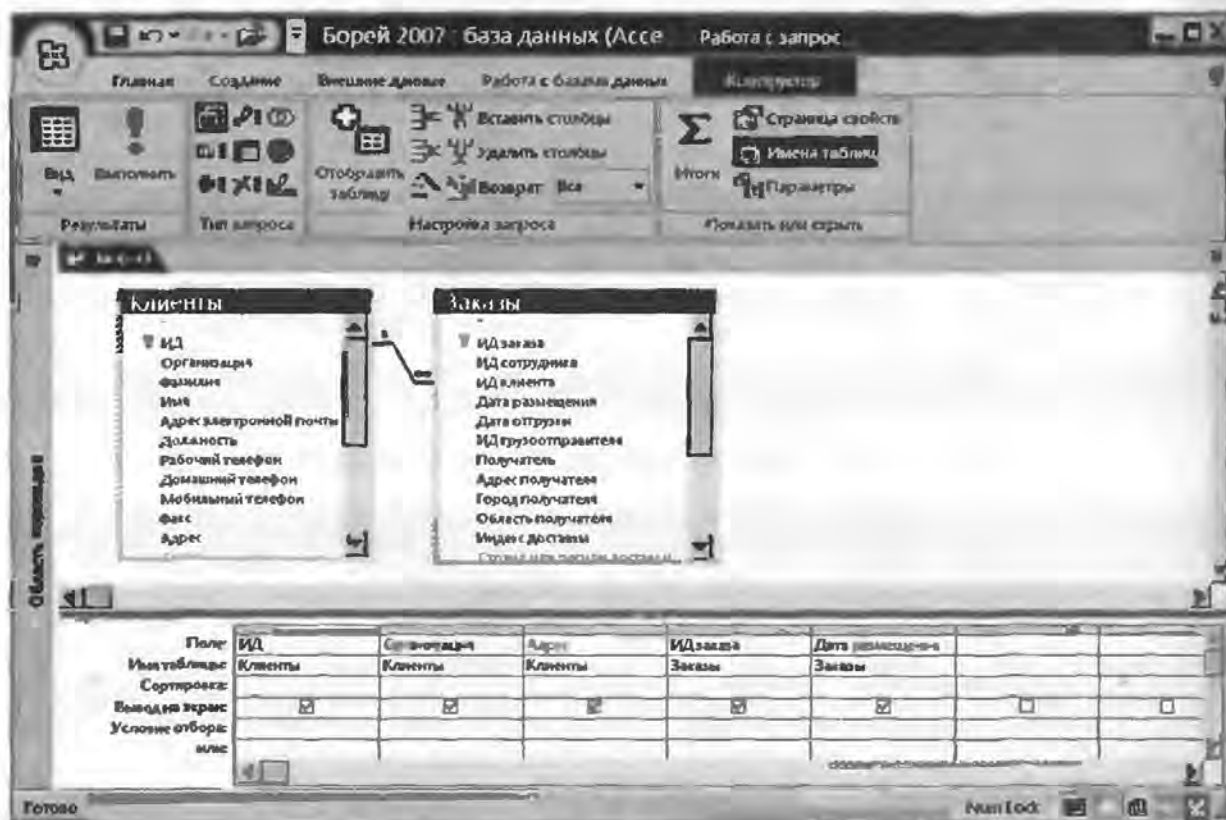 Борей 2007 : база данных (Acce
Работа с запрос
Главная Создание Внешние данные Работа с базами данных Конструктор
Вид
Выполнить
Результаты
Тип запроса
Отобразить таблицу
Вставить столбцы
Удалить столбцы
Возврат: Все
Настройка запроса
Итоги
Страница свойств
Имена таблиц
Параметры
Показать или скрыть
Область переходов
Клиенты
ИД
Организация
Фамилия
Имя
Адрес электронной почты
Должность
Рабочий телефон
Домашний телефон
Мобильный телефон
Факс
Адрес
Заказы
ИД заказа
ИД сотрудника
ИД клиента
Дата размещения
Дата отгрузки
ИД грузоотправителя
Получатель
Адрес получателя
Город получателя
Область получателя
Индекс доставки
Поле: ИД Организация Адрес ИД заказа Дата размещения
Имя таблицы: Клиенты Клиенты Клиенты Заказы Заказы
Сортировка:
Вывод на экран:
Условие отбора:
или:
Готово
Num Lock